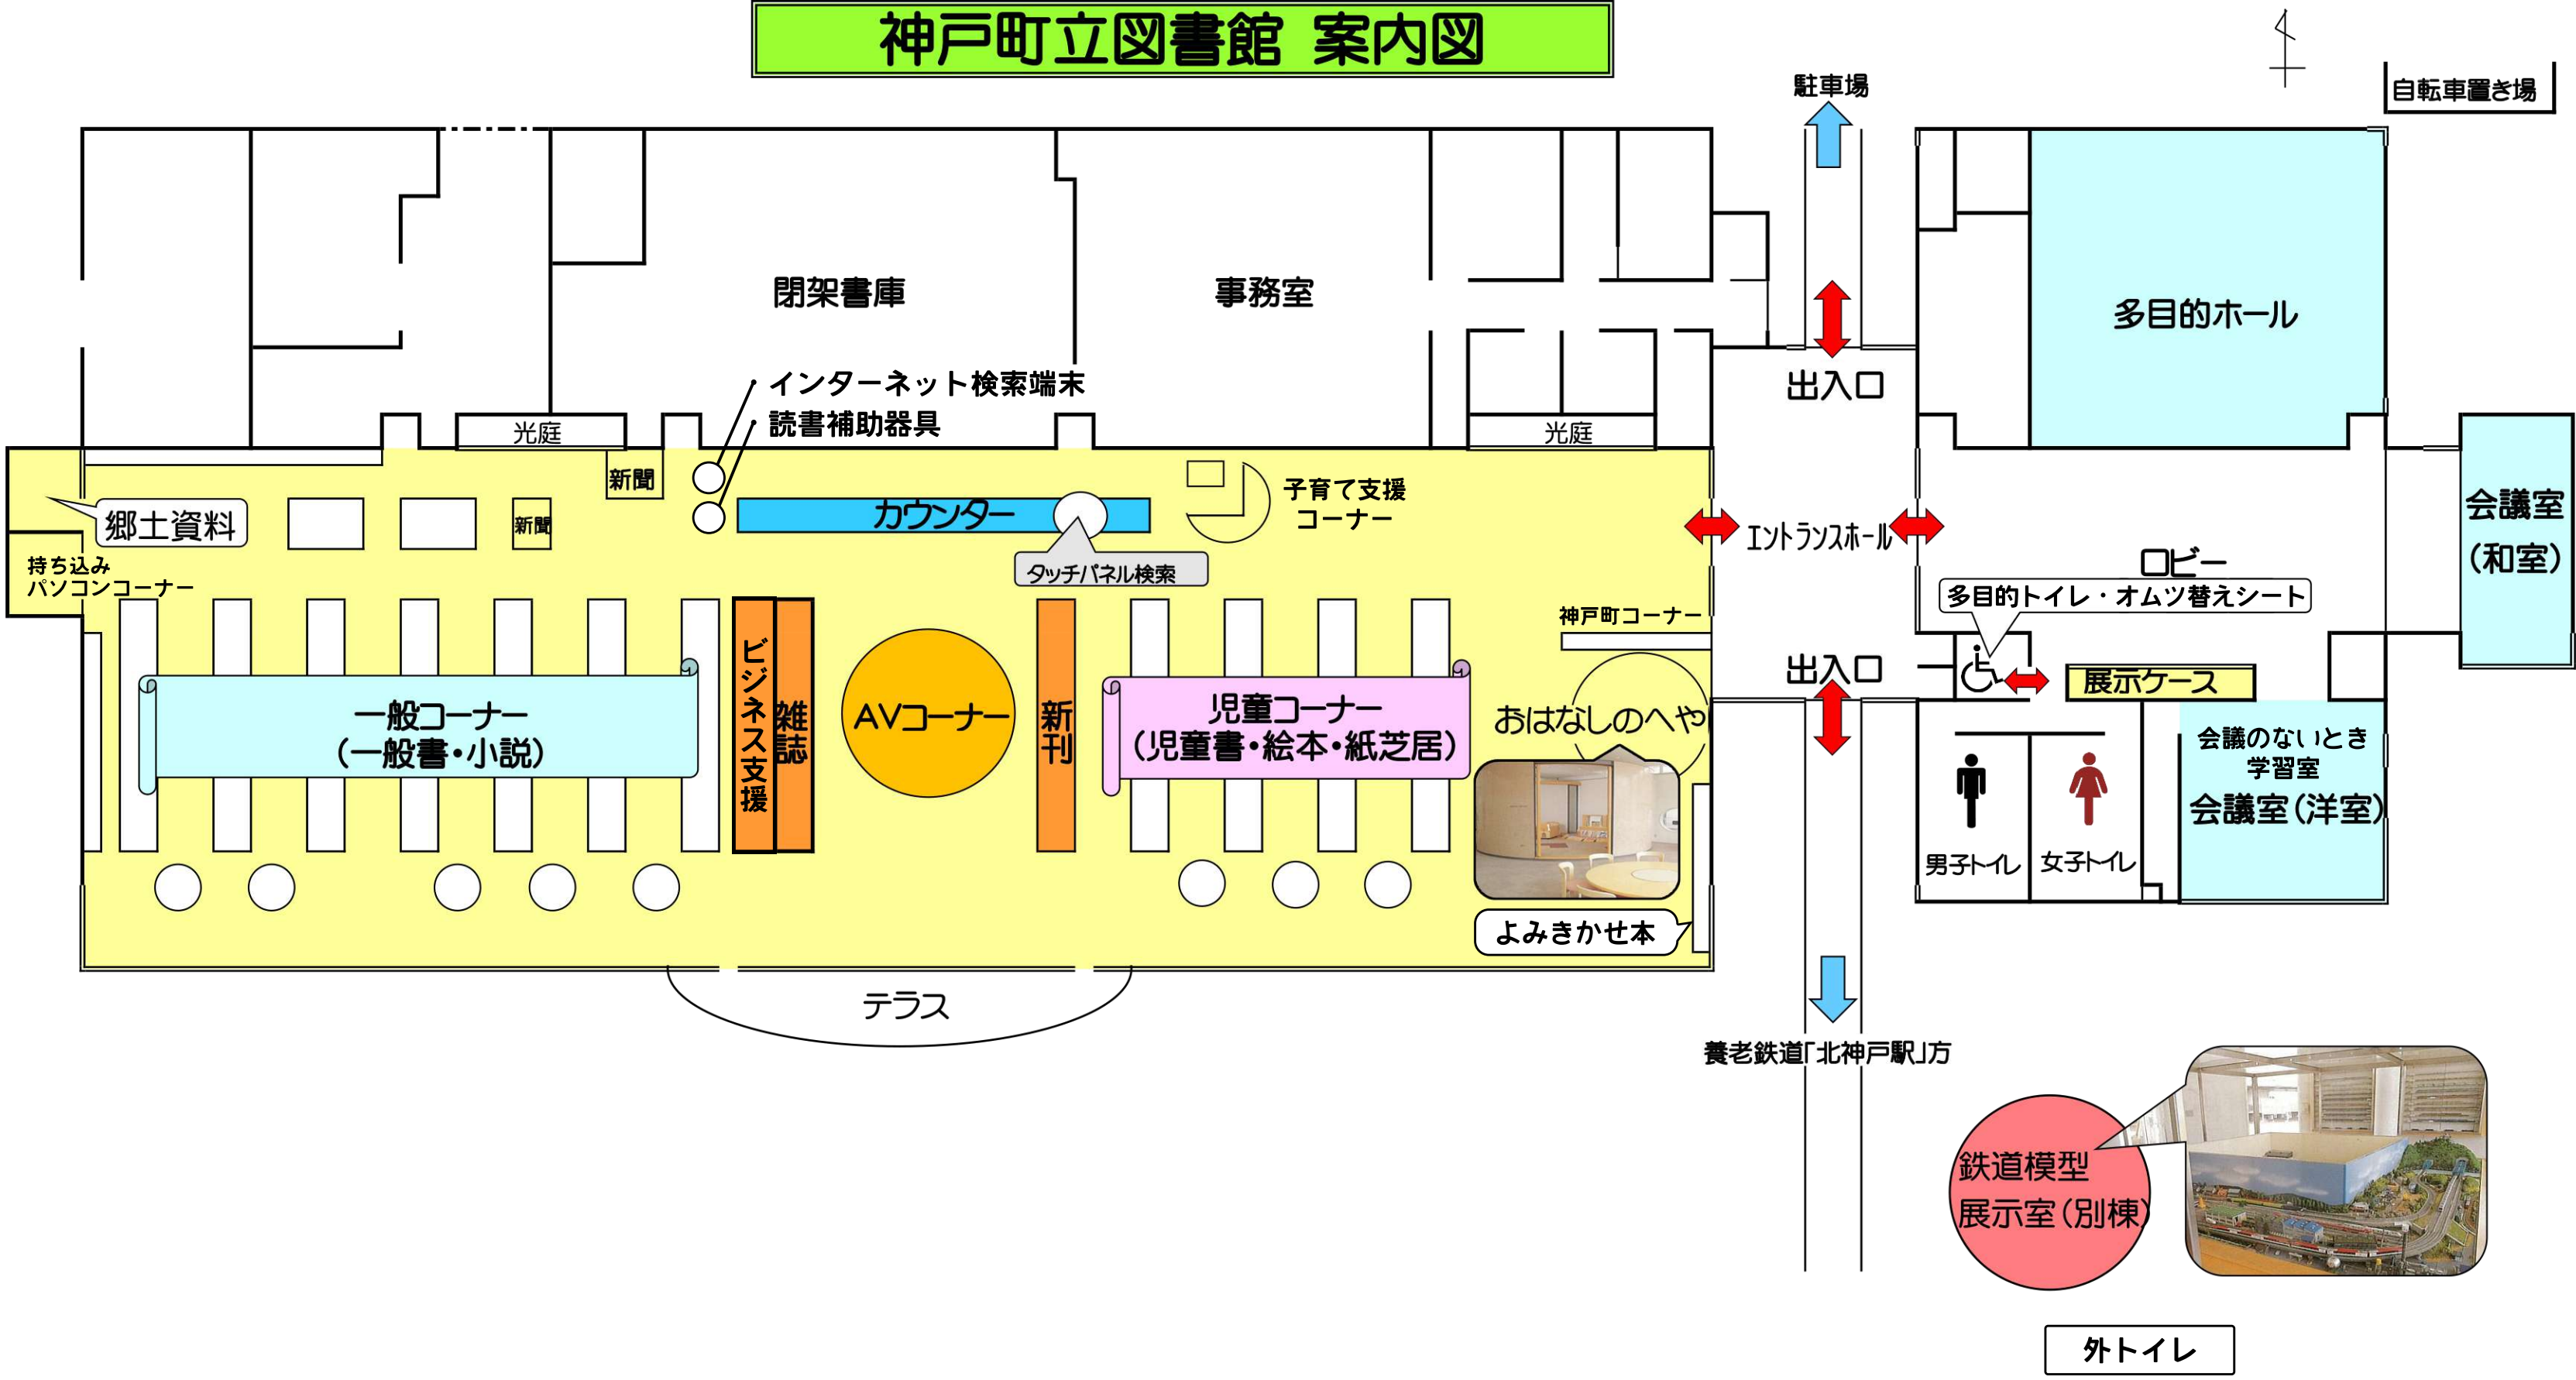 神戸町立図書館 案内図
駐車場
自転車置き場
閉架書庫
事務室
多目的ホール
インターネット検索端末
読書補助器具
出入口
光庭
光庭
新聞
新聞
カウンター
子育て支援
コーナー
郷土資料
エントランスホール
会議室
(和室)
持ち込み
パソコンコーナー
タッチパネル検索
ロビー
多目的トイレ・オムツ替えシート
神戸町コーナー
出入口
展示ケース
一般コーナー
(一般書・小説)
ビジネス支援
雑誌
AVコーナー
新刊
児童コーナー
(児童書・絵本・紙芝居)
おはなしのへや
会議のないとき
学習室
会議室(洋室)
男子トイレ
女子トイレ
よみきかせ本
テラス
養老鉄道「北神戸駅」方
鉄道模型
展示室(別棟)
外トイレ